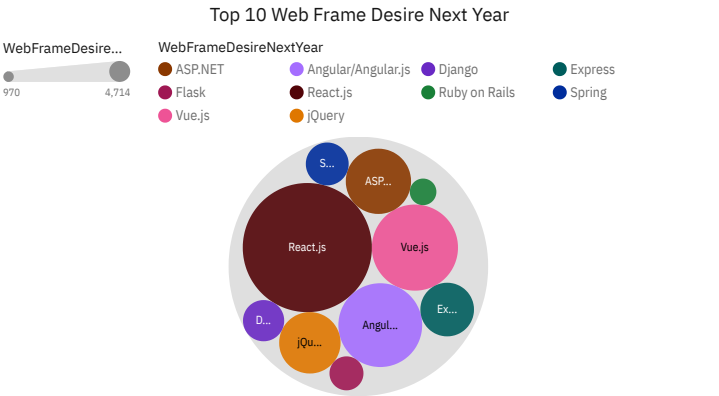 Top 10 Web Frame Desire Next Year
WebFrameDesire...
970 4,714
WebFrameDesireNextYear
ASP.NET Angular/Angular.js Django Express
Flask React.js Ruby on Rails Spring
Vue.js jQuery
S...
ASP...
React.js
Vue.js
Ex...
D...
Angul...
jQu...